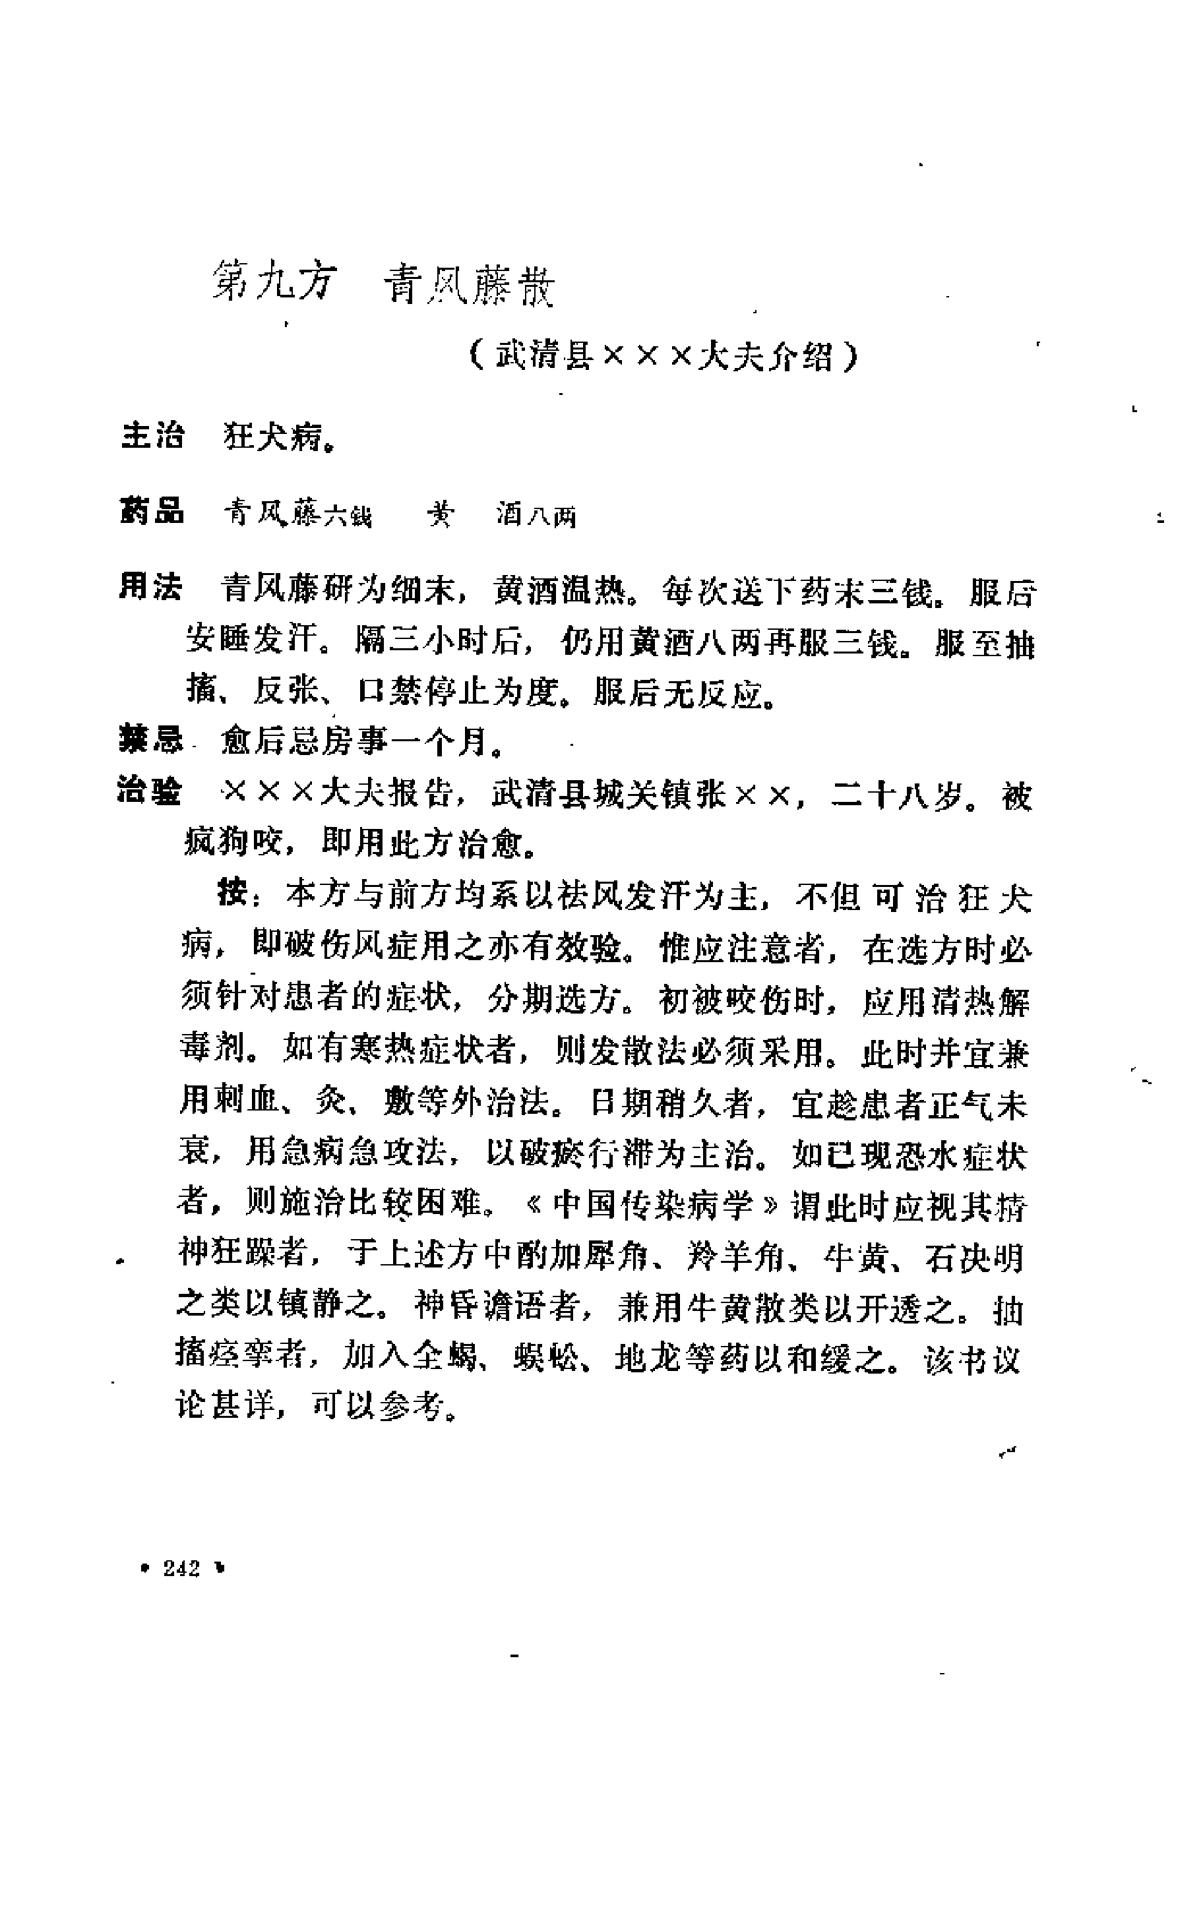 第九方 青风藤散
（武清县×××大夫介绍）
主治 狂犬病。
药品 青风藤六钱 黄 酒八两
用法 青风藤研为细末，黄酒温热。每次送下药末三钱。服后
安睡发汗。隔三小时后，仍用黄酒八两再服三钱。服至抽
搐、反张、口禁停止为度。服后无反应。
禁忌 愈后忌房事一个月。
治验 ×××大夫报告，武清县城关镇张××，二十八岁。被
疯狗咬，即用此方治愈。
按：本方与前方均系以祛风发汗为主，不但可治狂犬
病，即破伤风症用之亦有效验。惟应注意者，在选方时必
须针对患者的症状，分期选方。初被咬伤时，应用清热解
毒剂。如有寒热症状者，则发散法必须采用。此时并宜兼
用刺血、灸、敷等外治法。日期稍久者，宜趁患者正气未
衰，用急病急攻法，以破瘀行滞为主治。如已现恐水症状
者，则施治比较困难。《中国传染病学》谓此时应视其精
神狂躁者，于上述方中酌加犀角、羚羊角、牛黄、石决明
之类以镇静之。神昏谵语者，兼用牛黄散类以开透之。抽
搐痉挛者，加入全蝎、蜈蚣、地龙等药以和缓之。该书议
论甚详，可以参考。
• 242 •